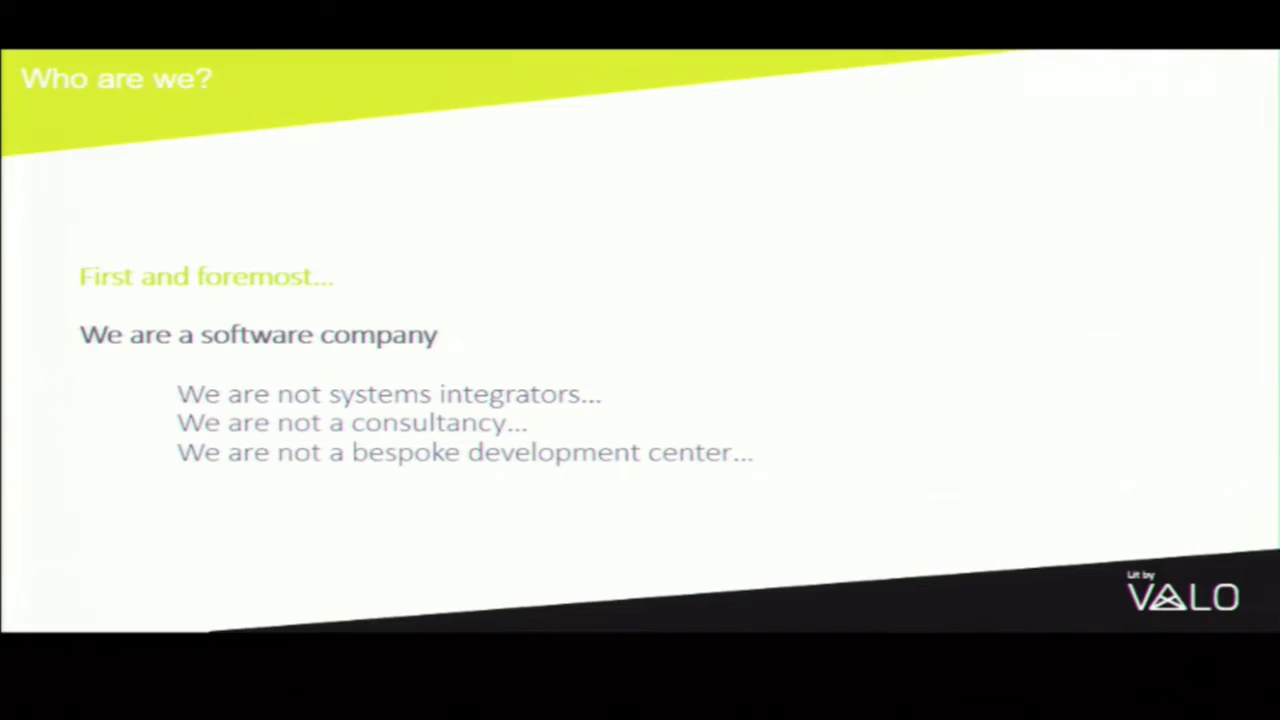 Who are we?
First and foremost...
We are a software company
We are not systems integrators...
We are not a consultancy...
We are not a bespoke development center...
Lit by
VALO